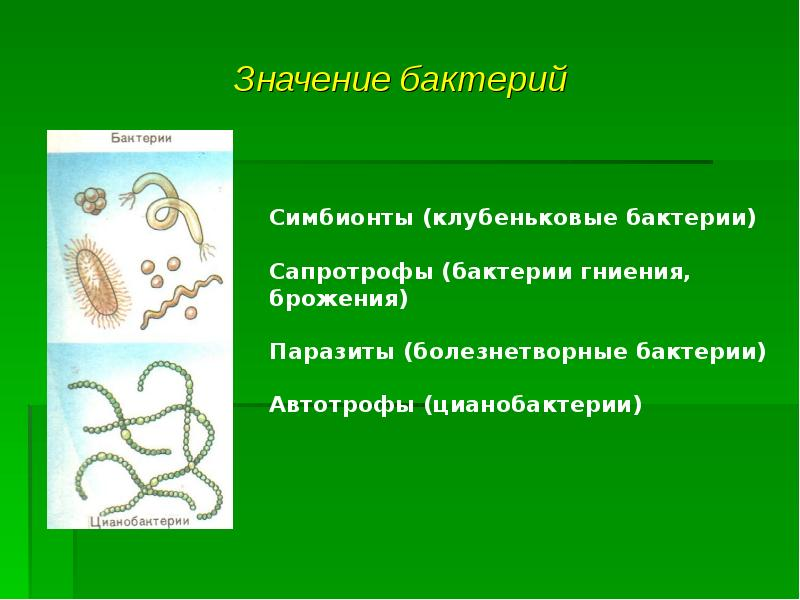 Значение бактерий
Бактерии
Симбионты (клубеньковые бактерии)
Сапротрофы (бактерии гниения,
брожения)
Паразиты (болезнетворные бактерии)
Автотрофы (цианобактерии)
Цианобактерии